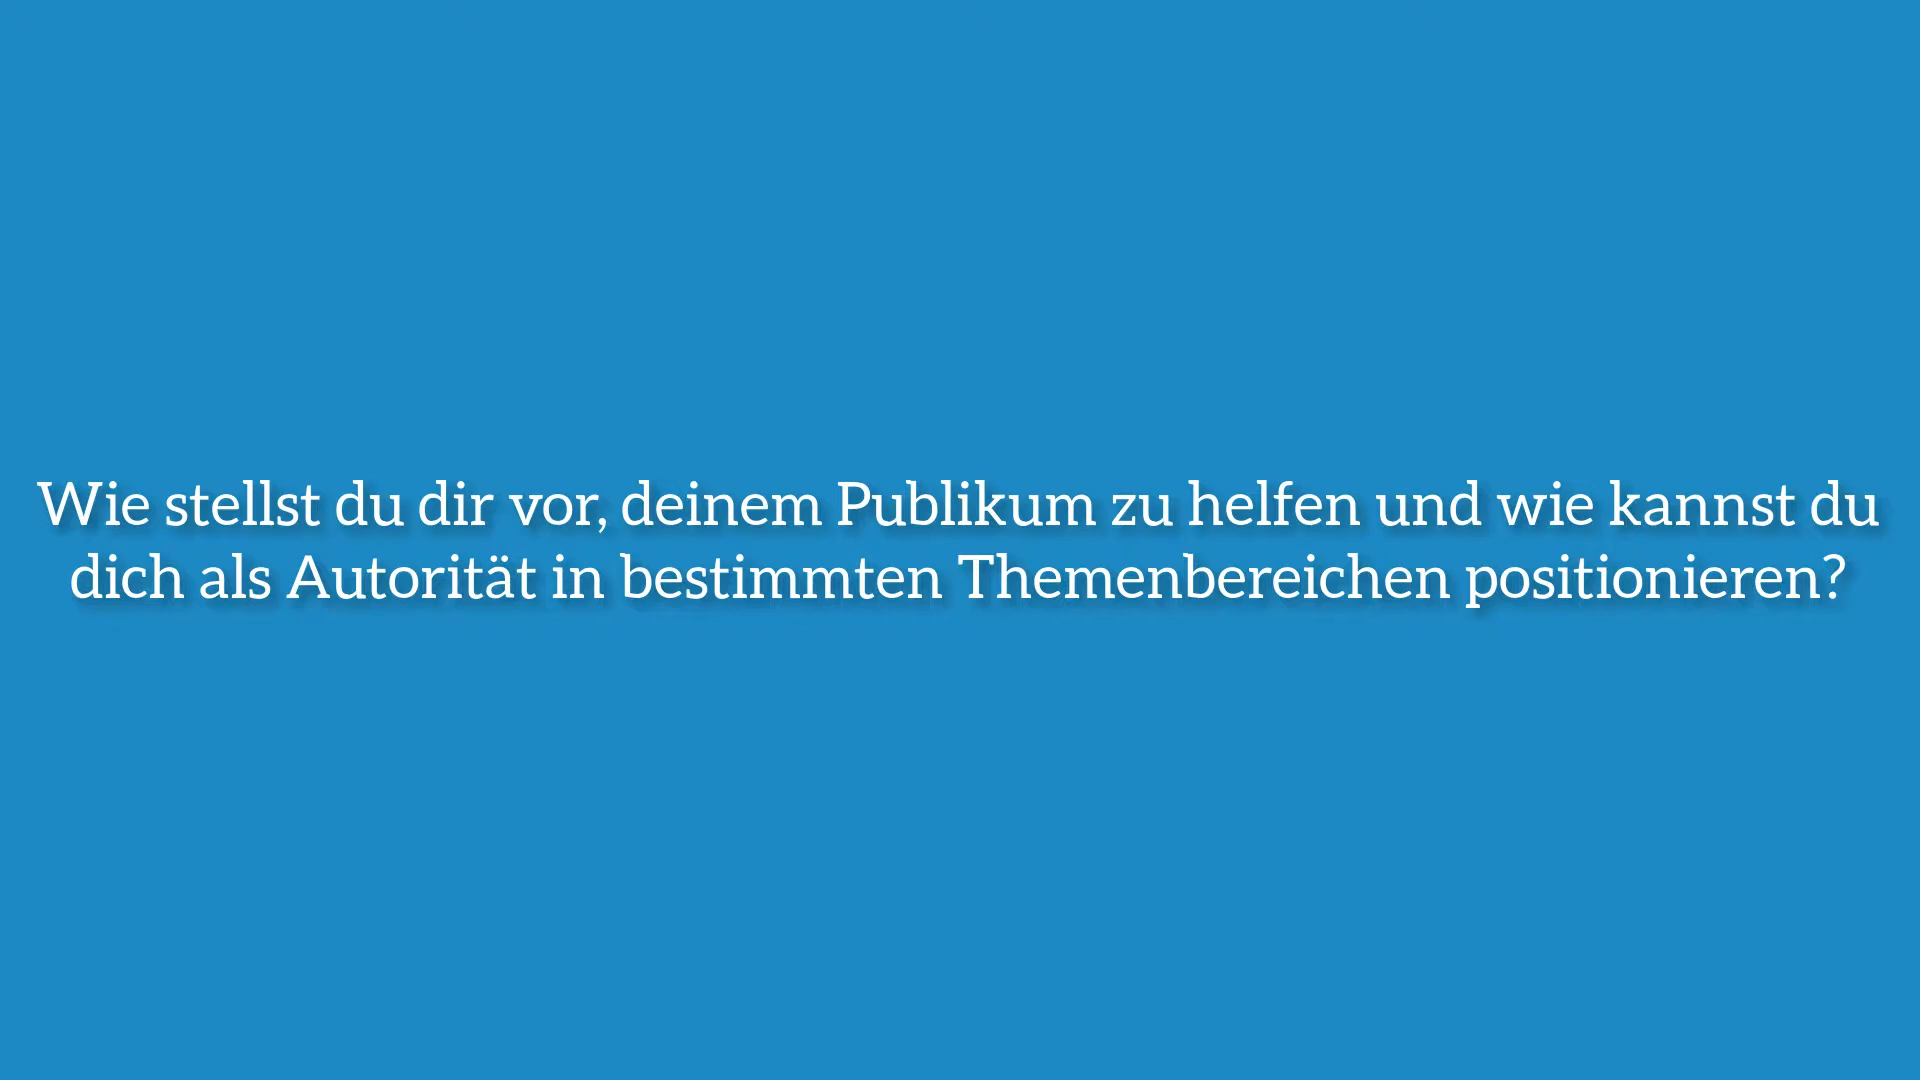 Wie stellst du dir vor, deinem Publikum zu helfen und wie kannst du
dich als Autorität in bestimmten Themenbereichen positionieren?